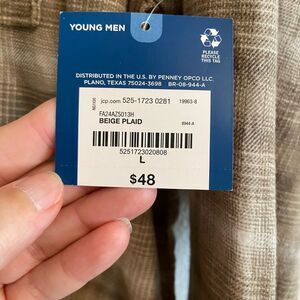 YOUNG MEN
PLEASE
RECYCLE
THIS TAG
DISTRIBUTED IN THE U.S. BY PENNEY OPCO LLC.
PLANO, TEXAS 75024-3698 BR-08-944-A
jcp.com 525-1723 0281 19963-8
FA24AZ5013H
BEIGE PLAID
8944-A
5251723020808
L
$48